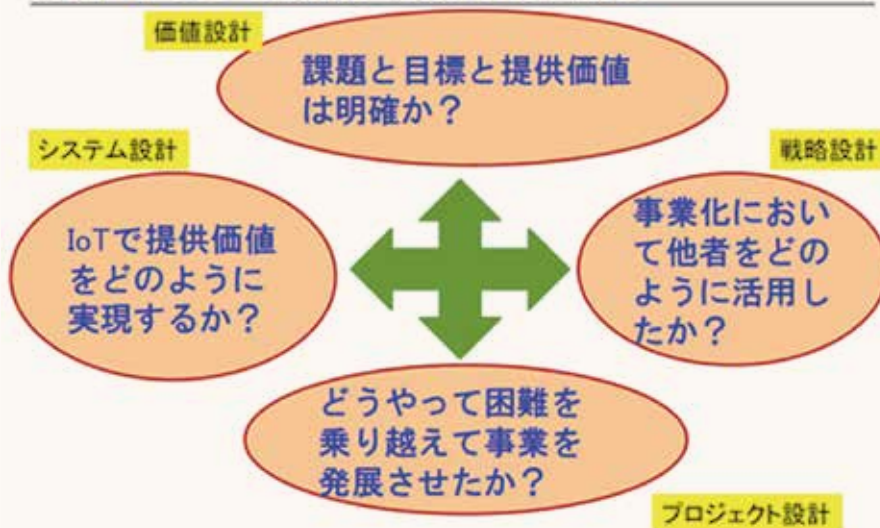 価値設計
課題と目標と提供価値
は明確か？
システム設計
IoTで提供価値
をどのように
実現するか？
戦略設計
事業化におい
て他者をどの
ように活用し
たか？
どうやって困難を
乗り越えて事業を
発展させたか？
プロジェクト設計